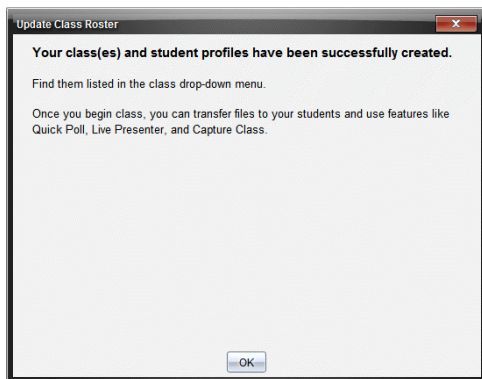 Update Class Roster
X
Your class(es) and student profiles have been successfully created.
Find them listed in the class drop-down menu.
Once you begin class, you can transfer files to your students and use features like
Quick Poll, Live Presenter, and Capture Class.
OK